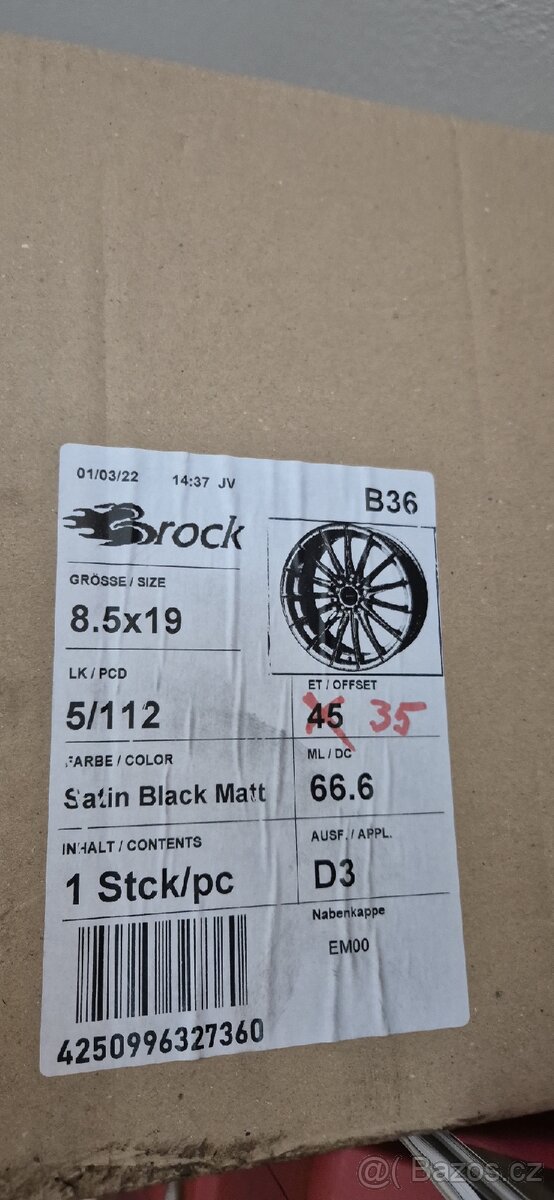 01/03/22 14:37 JV
B36
Brock
GRÖSSE / SIZE
8.5x19
LK / PCD
5/112
ET / OFFSET
45 35
FARBE / COLOR
Satin Black Matt
ML / DC
66.6
INHALT / CONTENTS
1 Stck/pc
AUSF. / APPL.
D3
Nabenkappe
EM00
4250996327360
@ Bazos.cz